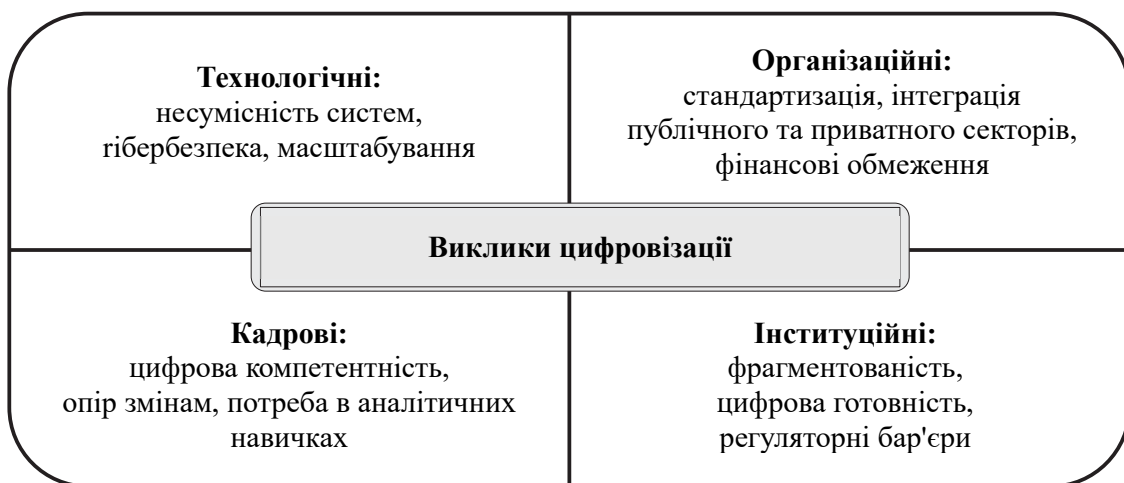 Технологічні:
несумісність систем,
гібербезпека, масштабування
Організаційні:
стандартизація, інтеграція
публічного та приватного секторів,
фінансові обмеження
Виклики цифровізації
Кадрові:
цифрова компетентність,
опір змінам, потреба в аналітичних
навичках
Інституційні:
фрагментованість,
цифрова готовність,
регуляторні бар'єри